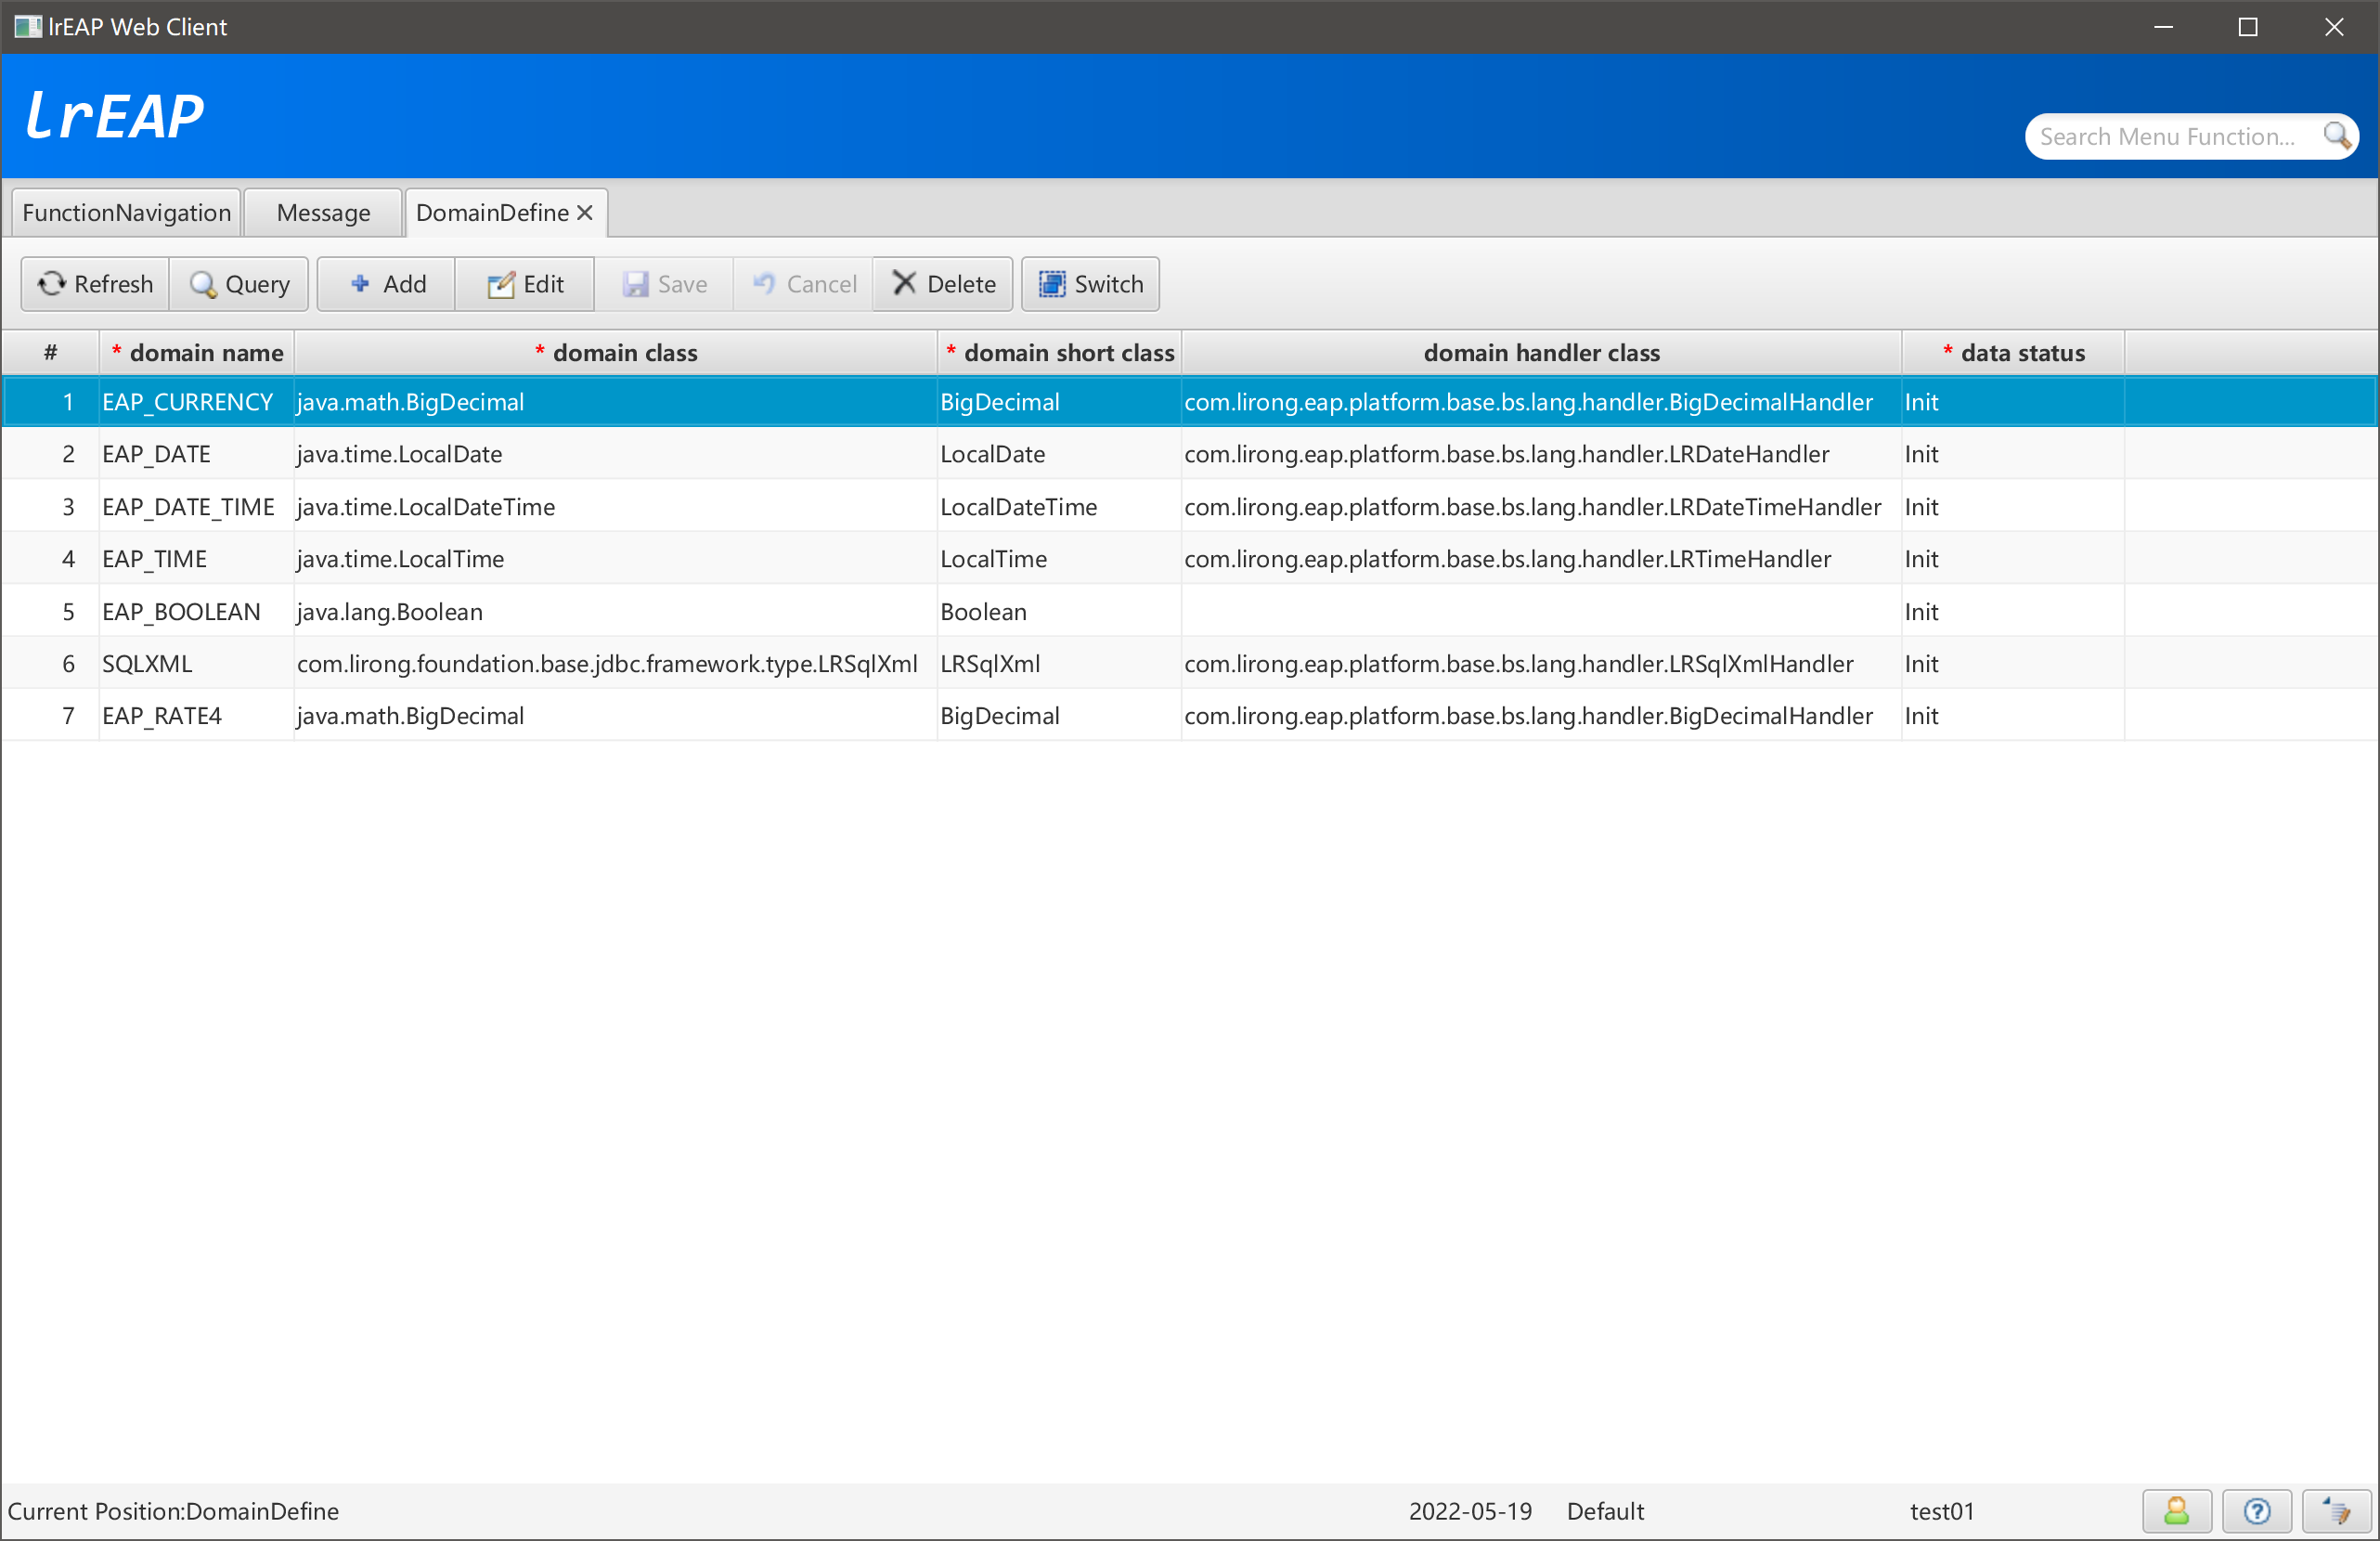 lrEAP Web Client
lrEAP
Search Menu Function...
FunctionNavigation Message DomainDefine
Refresh Query Add Edit Save Cancel Delete Switch
# * domain name * domain class * domain short class domain handler class * data status
1 EAP_CURRENCY java.math.BigDecimal BigDecimal com.lirong.eap.platform.base.bs.lang.handler.BigDecimalHandler Init
2 EAP_DATE java.time.LocalDate LocalDate com.lirong.eap.platform.base.bs.lang.handler.LRDateHandler Init
3 EAP_DATE_TIME java.time.LocalDateTime LocalDateTime com.lirong.eap.platform.base.bs.lang.handler.LRDateTimeHandler Init
4 EAP_TIME java.time.LocalTime LocalTime com.lirong.eap.platform.base.bs.lang.handler.LRTimeHandler Init
5 EAP_BOOLEAN java.lang.Boolean Boolean Init
6 SQLXML com.lirong.foundation.base.jdbc.framework.type.LRSqlXml LRSqlXml com.lirong.eap.platform.base.bs.lang.handler.LRSqlXmlHandler Init
7 EAP_RATE4 java.math.BigDecimal BigDecimal com.lirong.eap.platform.base.bs.lang.handler.BigDecimalHandler Init
Current Position:DomainDefine 2022-05-19 Default test01